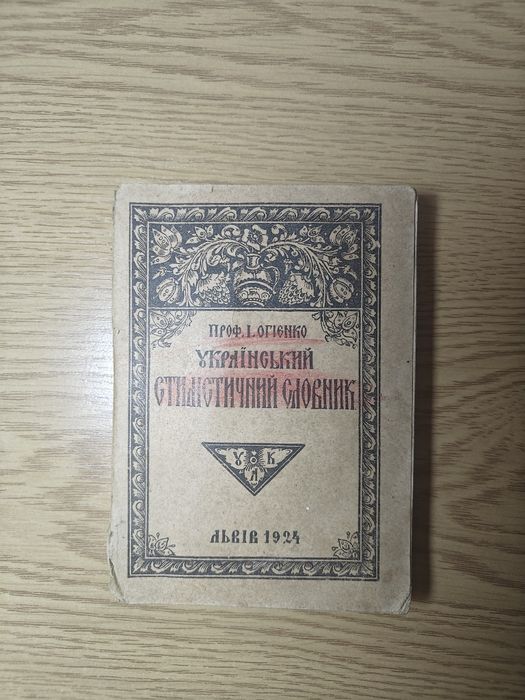 ПРОФ. І. ОГІЄНКО
УКРАЇНСЬКИЙ
СТИЛІСТИЧНИЙ СЛОВНИК
У К
А
ЛЬВІВ 1924